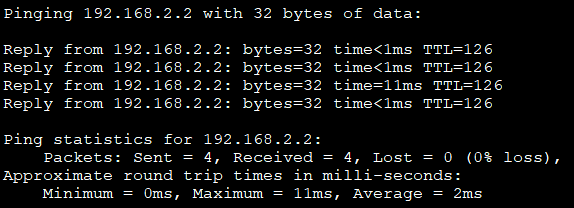 Pinging 192.168.2.2 with 32 bytes of data:
Reply from 192.168.2.2: bytes=32 time<1ms TTL=126
Reply from 192.168.2.2: bytes=32 time<1ms TTL=126
Reply from 192.168.2.2: bytes=32 time=11ms TTL=126
Reply from 192.168.2.2: bytes=32 time<1ms TTL=126
Ping statistics for 192.168.2.2:
Packets: Sent = 4, Received = 4, Lost = 0 (0% loss),
Approximate round trip times in milli-seconds:
Minimum = 0ms, Maximum = 11ms, Average = 2ms